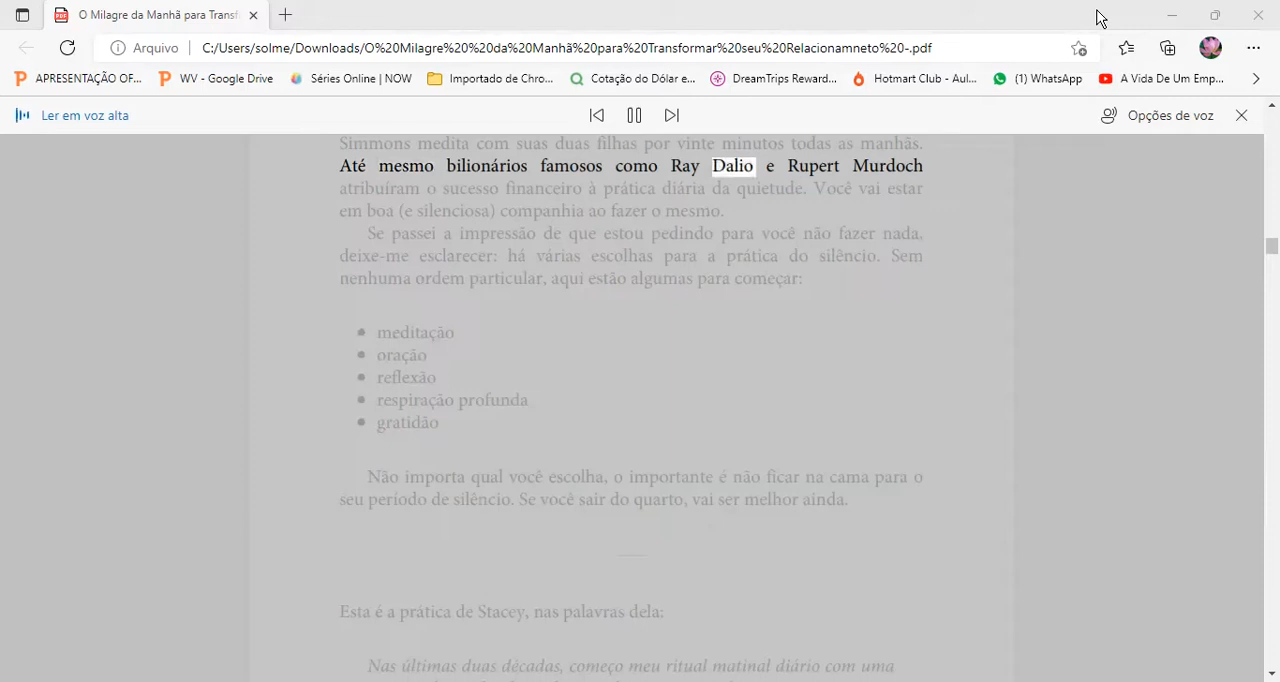 O Milagre da Manhã para Transf
Arquivo
C:/Users/solme/Downloads/O%20Milagre%20%20da%20Manhã%20para%20Transformar%20seu%20Relacionamneto%20-.pdf
APRESENTAÇÃO OF...
WV - Google Drive
Séries Online | NOW
Importado de Chro...
Cotação do Dólar e...
DreamTrips Reward...
Hotmart Club - Aul...
(1) WhatsApp
A Vida De Um Emp...
Ler em voz alta
Opções de voz
Simmons medita com suas duas filhas por vinte minutos todas as manhãs.
Até mesmo bilionários famosos como Ray Dalio e Rupert Murdoch
atribuíram o sucesso financeiro à prática diária da quietude. Você vai estar
em boa (e silenciosa) companhia ao fazer o mesmo.
Se passei a impressão de que estou pedindo para você não fazer nada,
deixe-me esclarecer: há várias escolhas para a prática do silêncio. Sem
nenhuma ordem particular, aqui estão algumas para começar:
• meditação
• oração
• reflexão
• respiração profunda
• gratidão
Não importa qual você escolha, o importante é não ficar na cama para o
seu período de silêncio. Se você sair do quarto, vai ser melhor ainda.
Esta é a prática de Stacey, nas palavras dela:
Nas últimas duas décadas, começo meu ritual matinal diário com uma